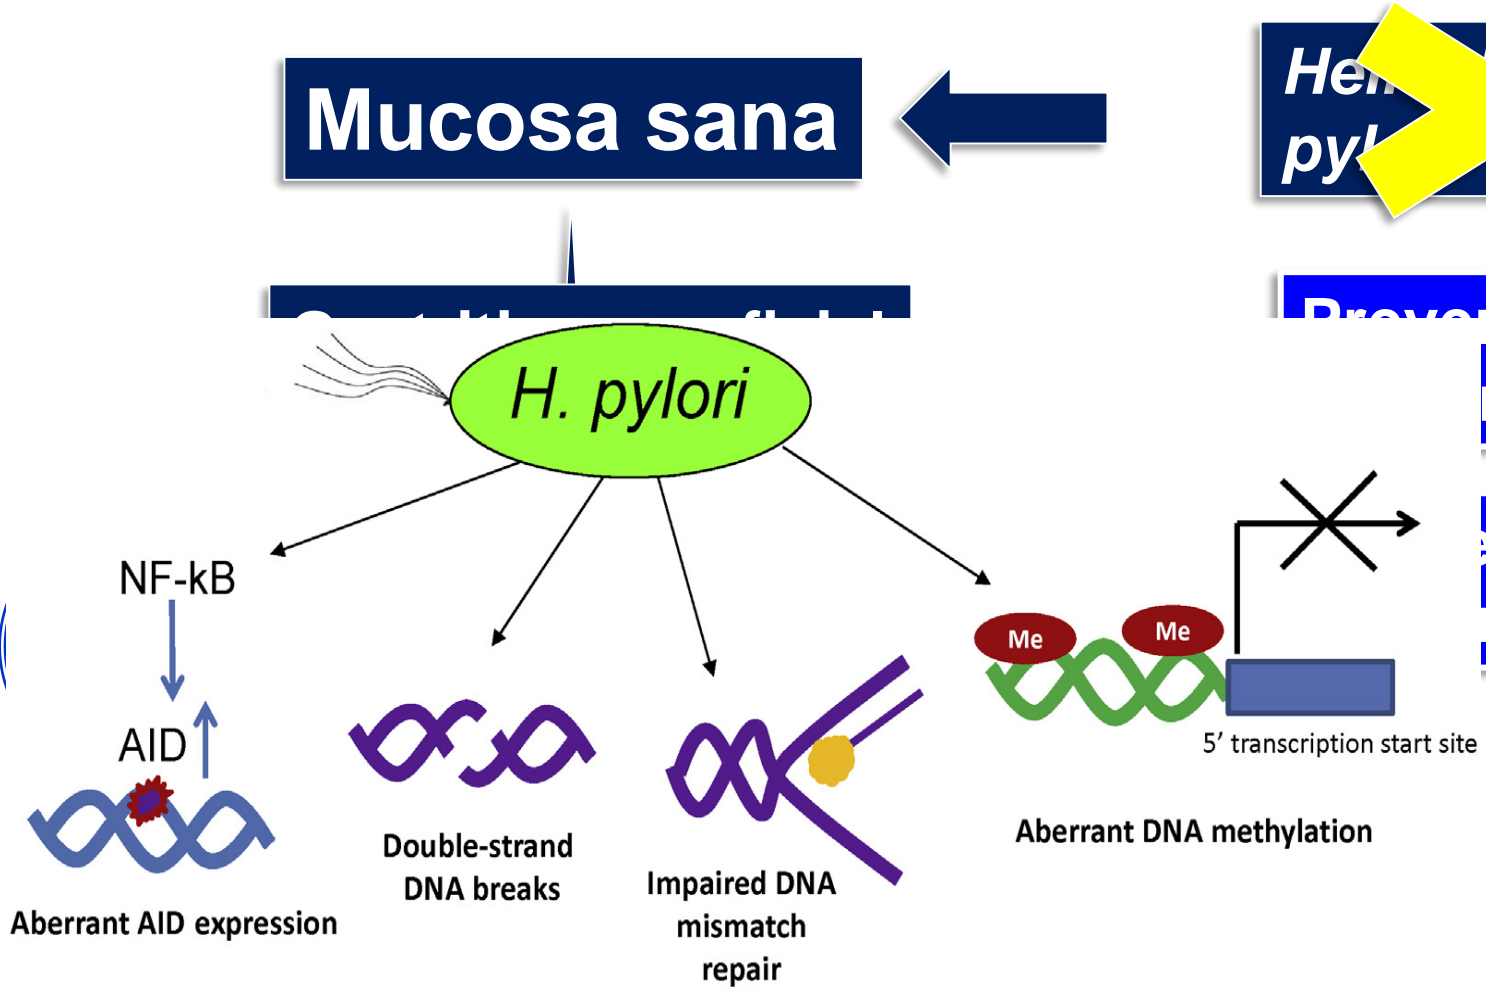 Mucosa sana
H. pylori
NF-kB
AID
Me
Me
5’ transcription start site
Aberrant AID expression
Double-strand
DNA breaks
Impaired DNA
mismatch
repair
Aberrant DNA methylation